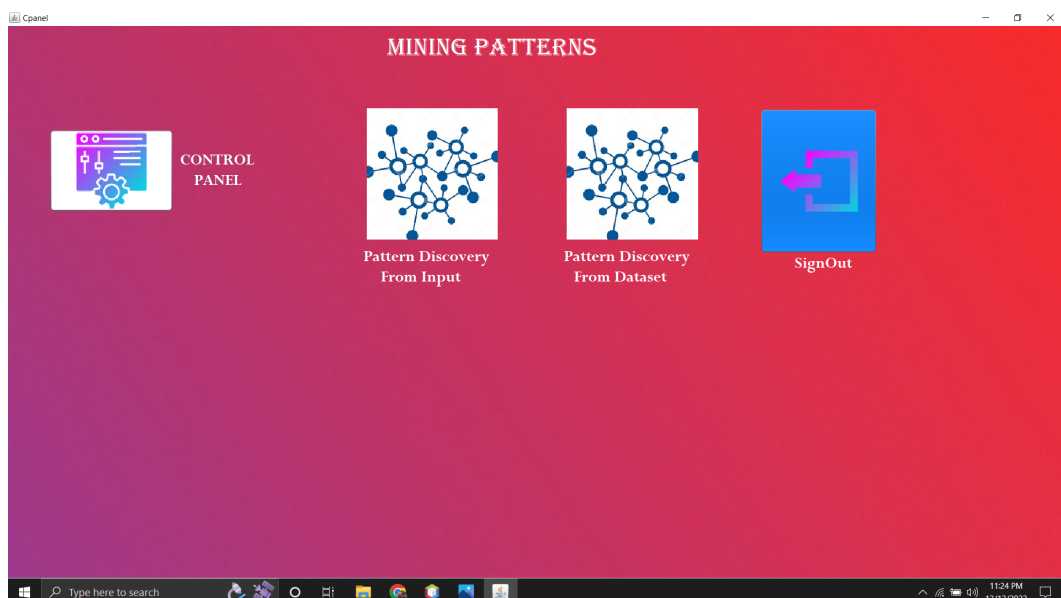 Cpanel
MINING PATTERNS
CONTROL
PANEL
Pattern Discovery
From Input
Pattern Discovery
From Dataset
SignOut
Type here to search
11:24 PM